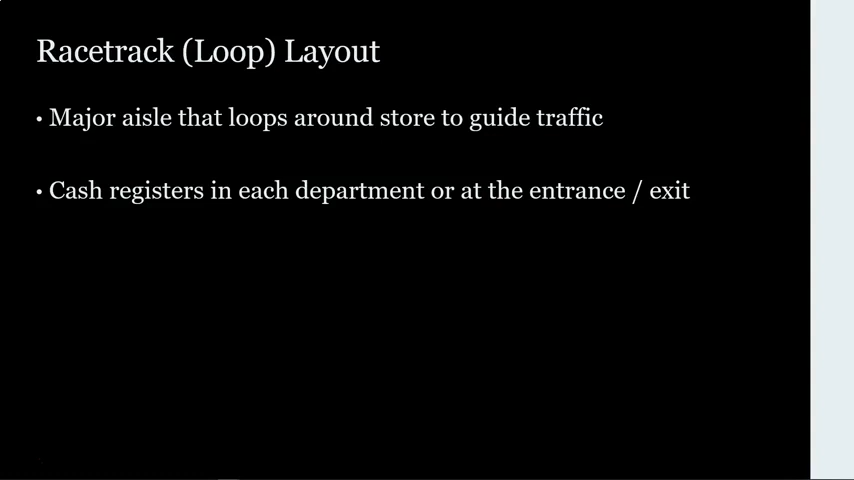 Racetrack (Loop) Layout
• Major aisle that loops around store to guide traffic
• Cash registers in each department or at the entrance / exit